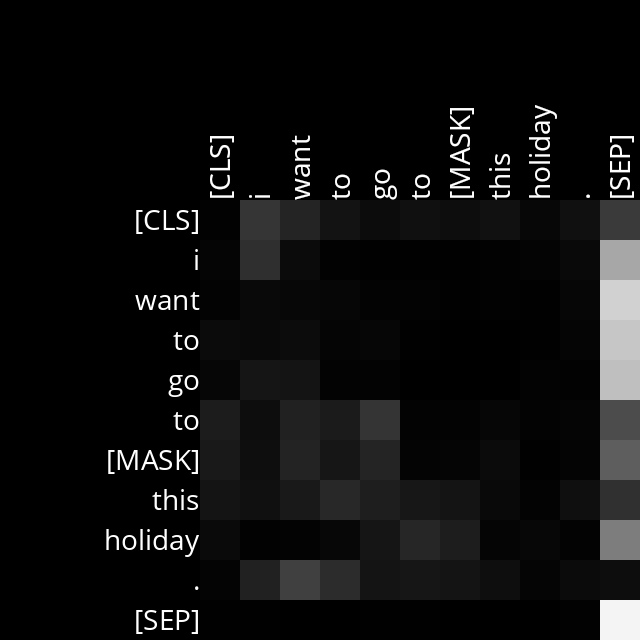 [CLS] i want to go to [MASK] this holiday . [SEP]
[CLS]
i
want
to
go
to
[MASK]
this
holiday
.
[SEP]